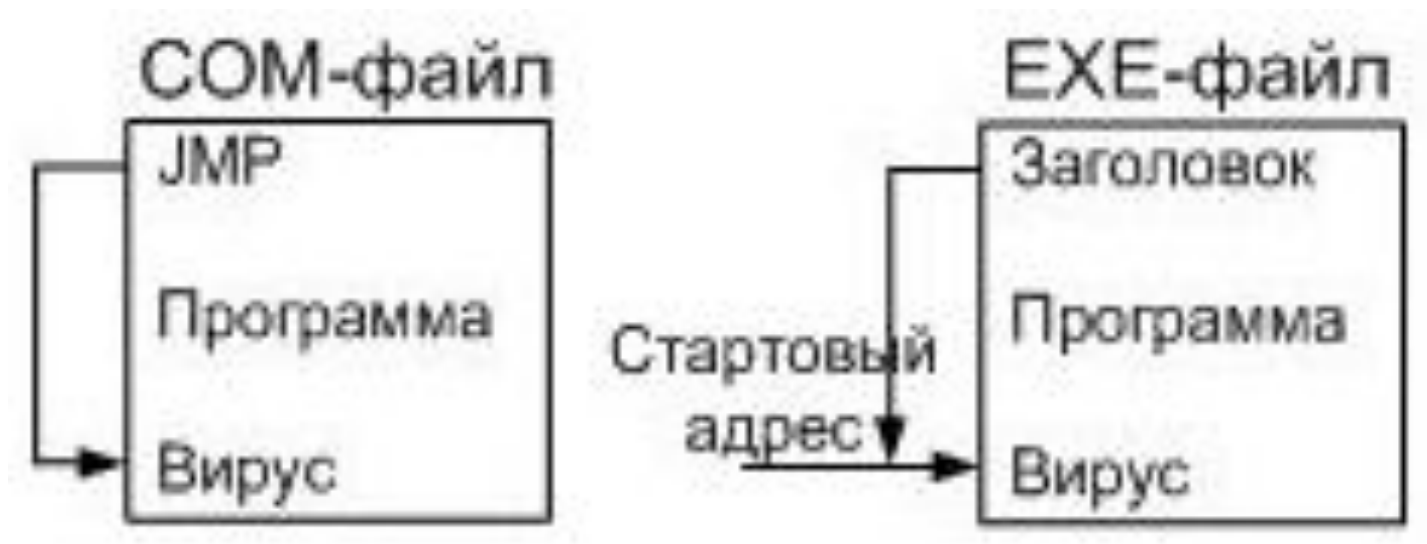 COM-файл
JMP
Программа
Вирус
EXE-файл
Заголовок
Программа
Стартовый
адрес
Вирус